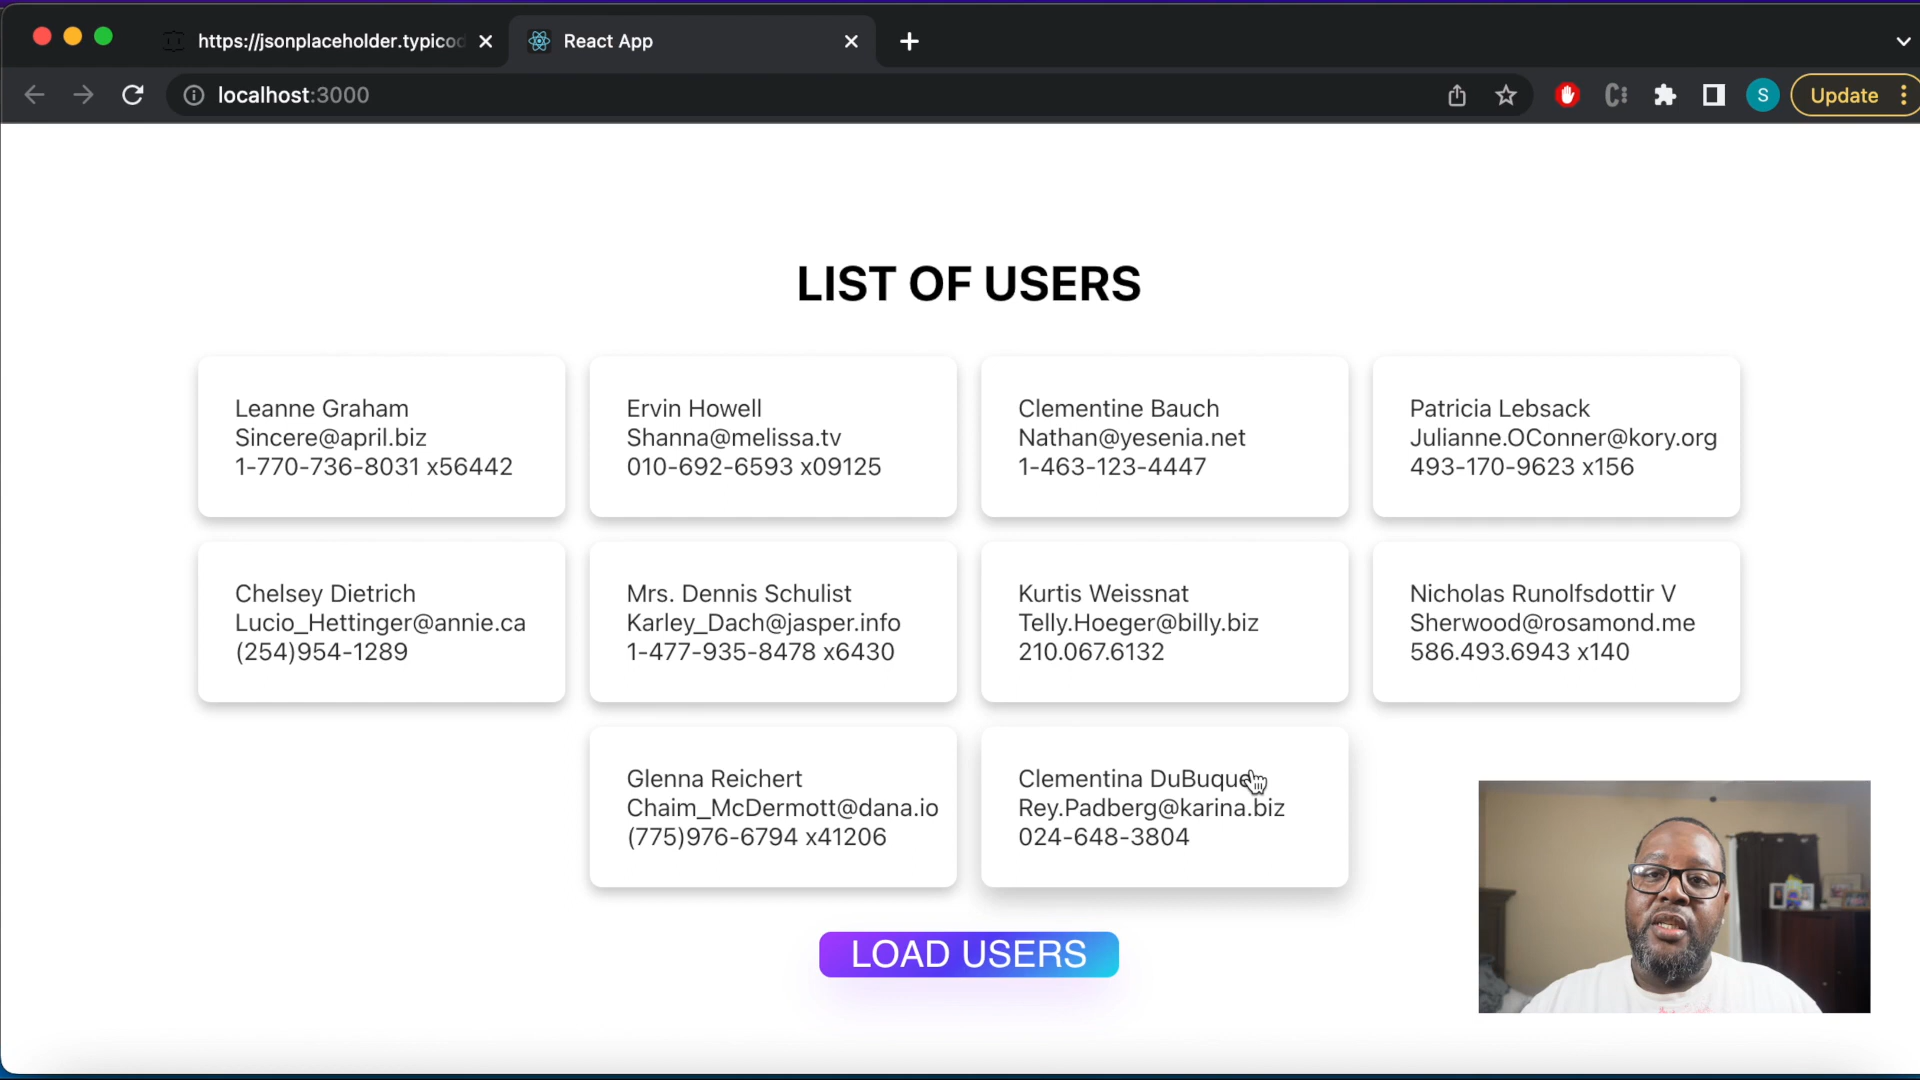 https://jsonplaceholder.typicod
React App
localhost:3000
S
Update
LIST OF USERS
Leanne Graham
Sincere@april.biz
1-770-736-8031 x56442
Ervin Howell
Shanna@melissa.tv
010-692-6593 x09125
Clementine Bauch
Nathan@yesenia.net
1-463-123-4447
Patricia Lebsack
Julianne.OConner@kory.org
493-170-9623 x156
Chelsey Dietrich
Lucio_Hettinger@annie.ca
(254)954-1289
Mrs. Dennis Schulist
Karley_Dach@jasper.info
1-477-935-8478 x6430
Kurtis Weissnat
Telly.Hoeger@billy.biz
210.067.6132
Nicholas Runolfsdottir V
Sherwood@rosamond.me
586.493.6943 x140
Glenna Reichert
Chaim_McDermott@dana.io
(775)976-6794 x41206
Clementina DuBuque
Rey.Padberg@karina.biz
024-648-3804
LOAD USERS